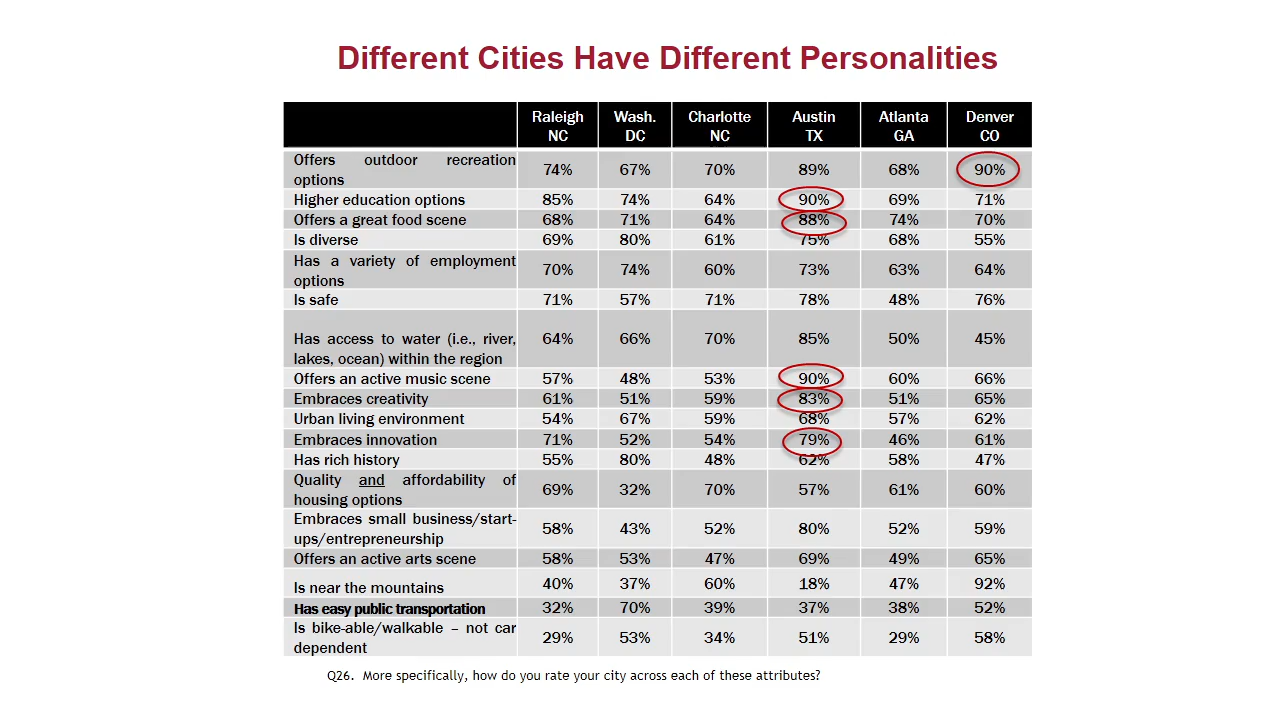 Different Cities Have Different Personalities
Raleigh NC Wash. DC Charlotte NC Austin TX Atlanta GA Denver CO
Offers outdoor recreation options 74% 67% 70% 89% 68% 90%
Higher education options 85% 74% 64% 90% 69% 71%
Offers a great food scene 68% 71% 64% 88% 74% 70%
Is diverse 69% 80% 61% 75% 68% 55%
Has a variety of employment options 70% 74% 60% 73% 63% 64%
Is safe 71% 57% 71% 78% 48% 76%
Has access to water (i.e., river, lakes, ocean) within the region 64% 66% 70% 85% 50% 45%
Offers an active music scene 57% 48% 53% 90% 60% 66%
Embraces creativity 61% 51% 59% 83% 51% 65%
Urban living environment 54% 67% 59% 68% 57% 62%
Embraces innovation 71% 52% 54% 79% 46% 61%
Has rich history 55% 80% 48% 62% 58% 47%
Quality and affordability of housing options 69% 32% 70% 57% 61% 60%
Embraces small business/start-ups/entrepreneurship 58% 43% 52% 80% 52% 59%
Offers an active arts scene 58% 53% 47% 69% 49% 65%
Is near the mountains 40% 37% 60% 18% 47% 92%
Has easy public transportation 32% 70% 39% 37% 38% 52%
Is bike-able/walkable – not car dependent 29% 53% 34% 51% 29% 58%
Q26. More specifically, how do you rate your city across each of these attributes?